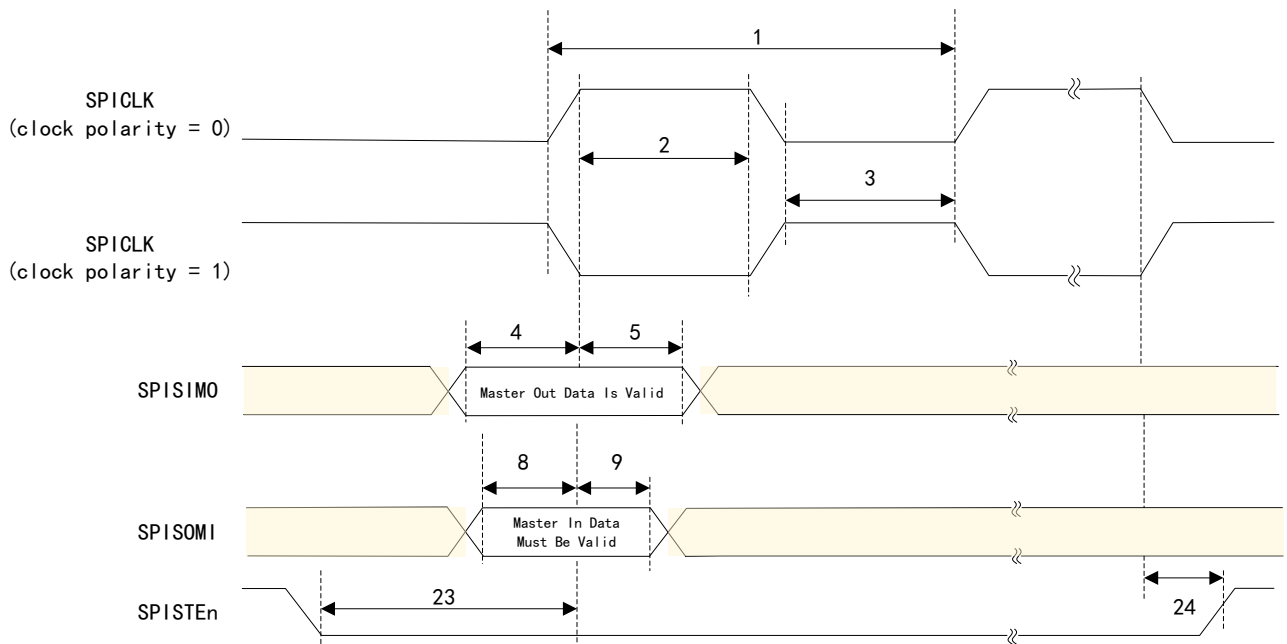 1
SPICLK
(clock polarity = 0)
2
3
SPICLK
(clock polarity = 1)
4
5
SPISIMO
Master Out Data Is Valid
8
9
SPISOMI
Master In Data
Must Be Valid
SPISTEn
23
24